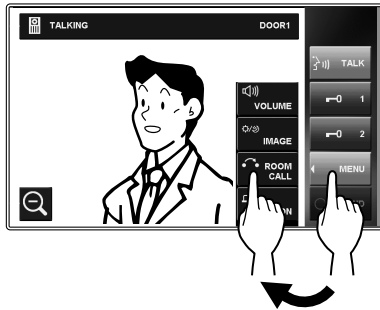 TALKING DOOR1
TALK
VOLUME
1
IMAGE
2
ROOM
CALL
MENU